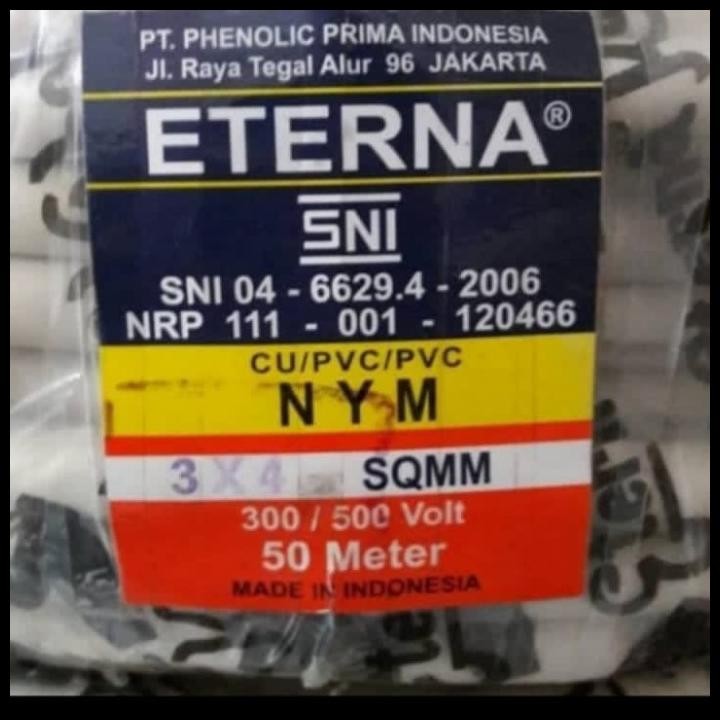 PT. PHENOLIC PRIMA INDONESIA
Jl. Raya Tegal Alur 96 JAKARTA
ETERNA®
SNI
SNI 04 - 6629.4 - 2006
NRP 111 - 001 - 120466
CU/PVC/PVC
NYM
3 X 4 SQMM
300 / 500 Volt
50 Meter
MADE IN INDONESIA